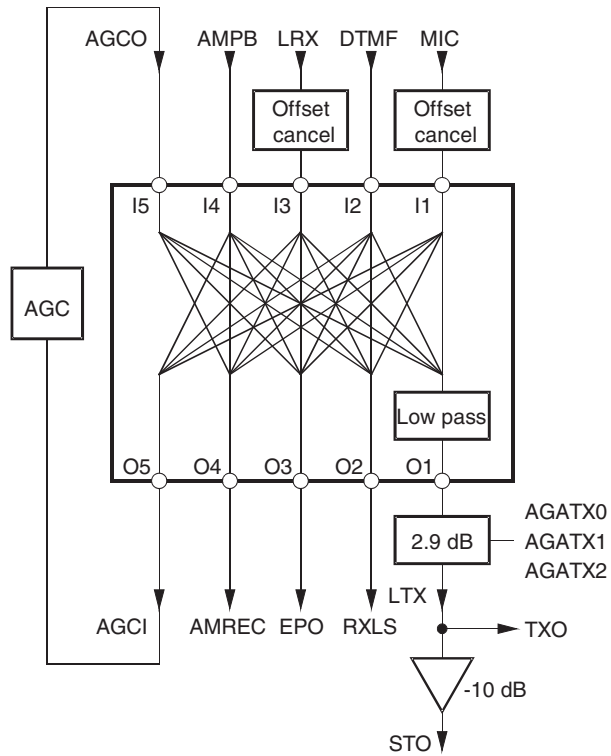 AGCO AMPB LRX DTMF MIC
Offset cancel
Offset cancel
I5 I4 I3 I2 I1
AGC
Low pass
O5 O4 O3 O2 O1
2.9 dB
AGATX0
AGATX1
AGATX2
LTX
AGCI AMREC EPO RXLS
TXO
-10 dB
STO